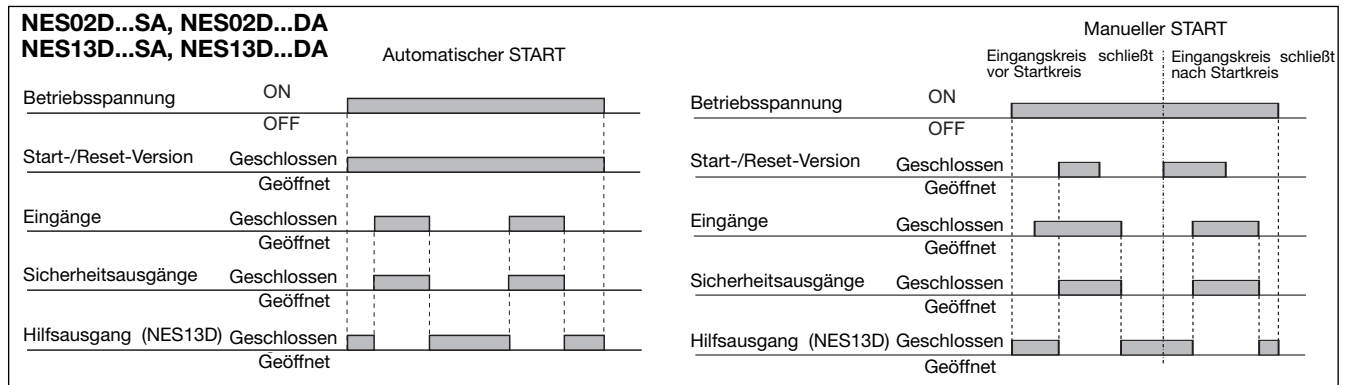 NES02D...SA, NES02D...DA
NES13D...SA, NES13D...DA
Automatischer START
Betriebsspannung
ON
OFF
Start-/Reset-Version
Geschlossen
Geöffnet
Eingänge
Geschlossen
Geöffnet
Sicherheitsausgänge
Geschlossen
Geöffnet
Hilfsausgang (NES13D)
Geschlossen
Geöffnet
Manueller START
Eingangskreis schließt
vor Startkreis
Eingangskreis schließt
nach Startkreis
Betriebsspannung
ON
OFF
Start-/Reset-Version
Geschlossen
Geöffnet
Eingänge
Geschlossen
Geöffnet
Sicherheitsausgänge
Geschlossen
Geöffnet
Hilfsausgang (NES13D)
Geschlossen
Geöffnet